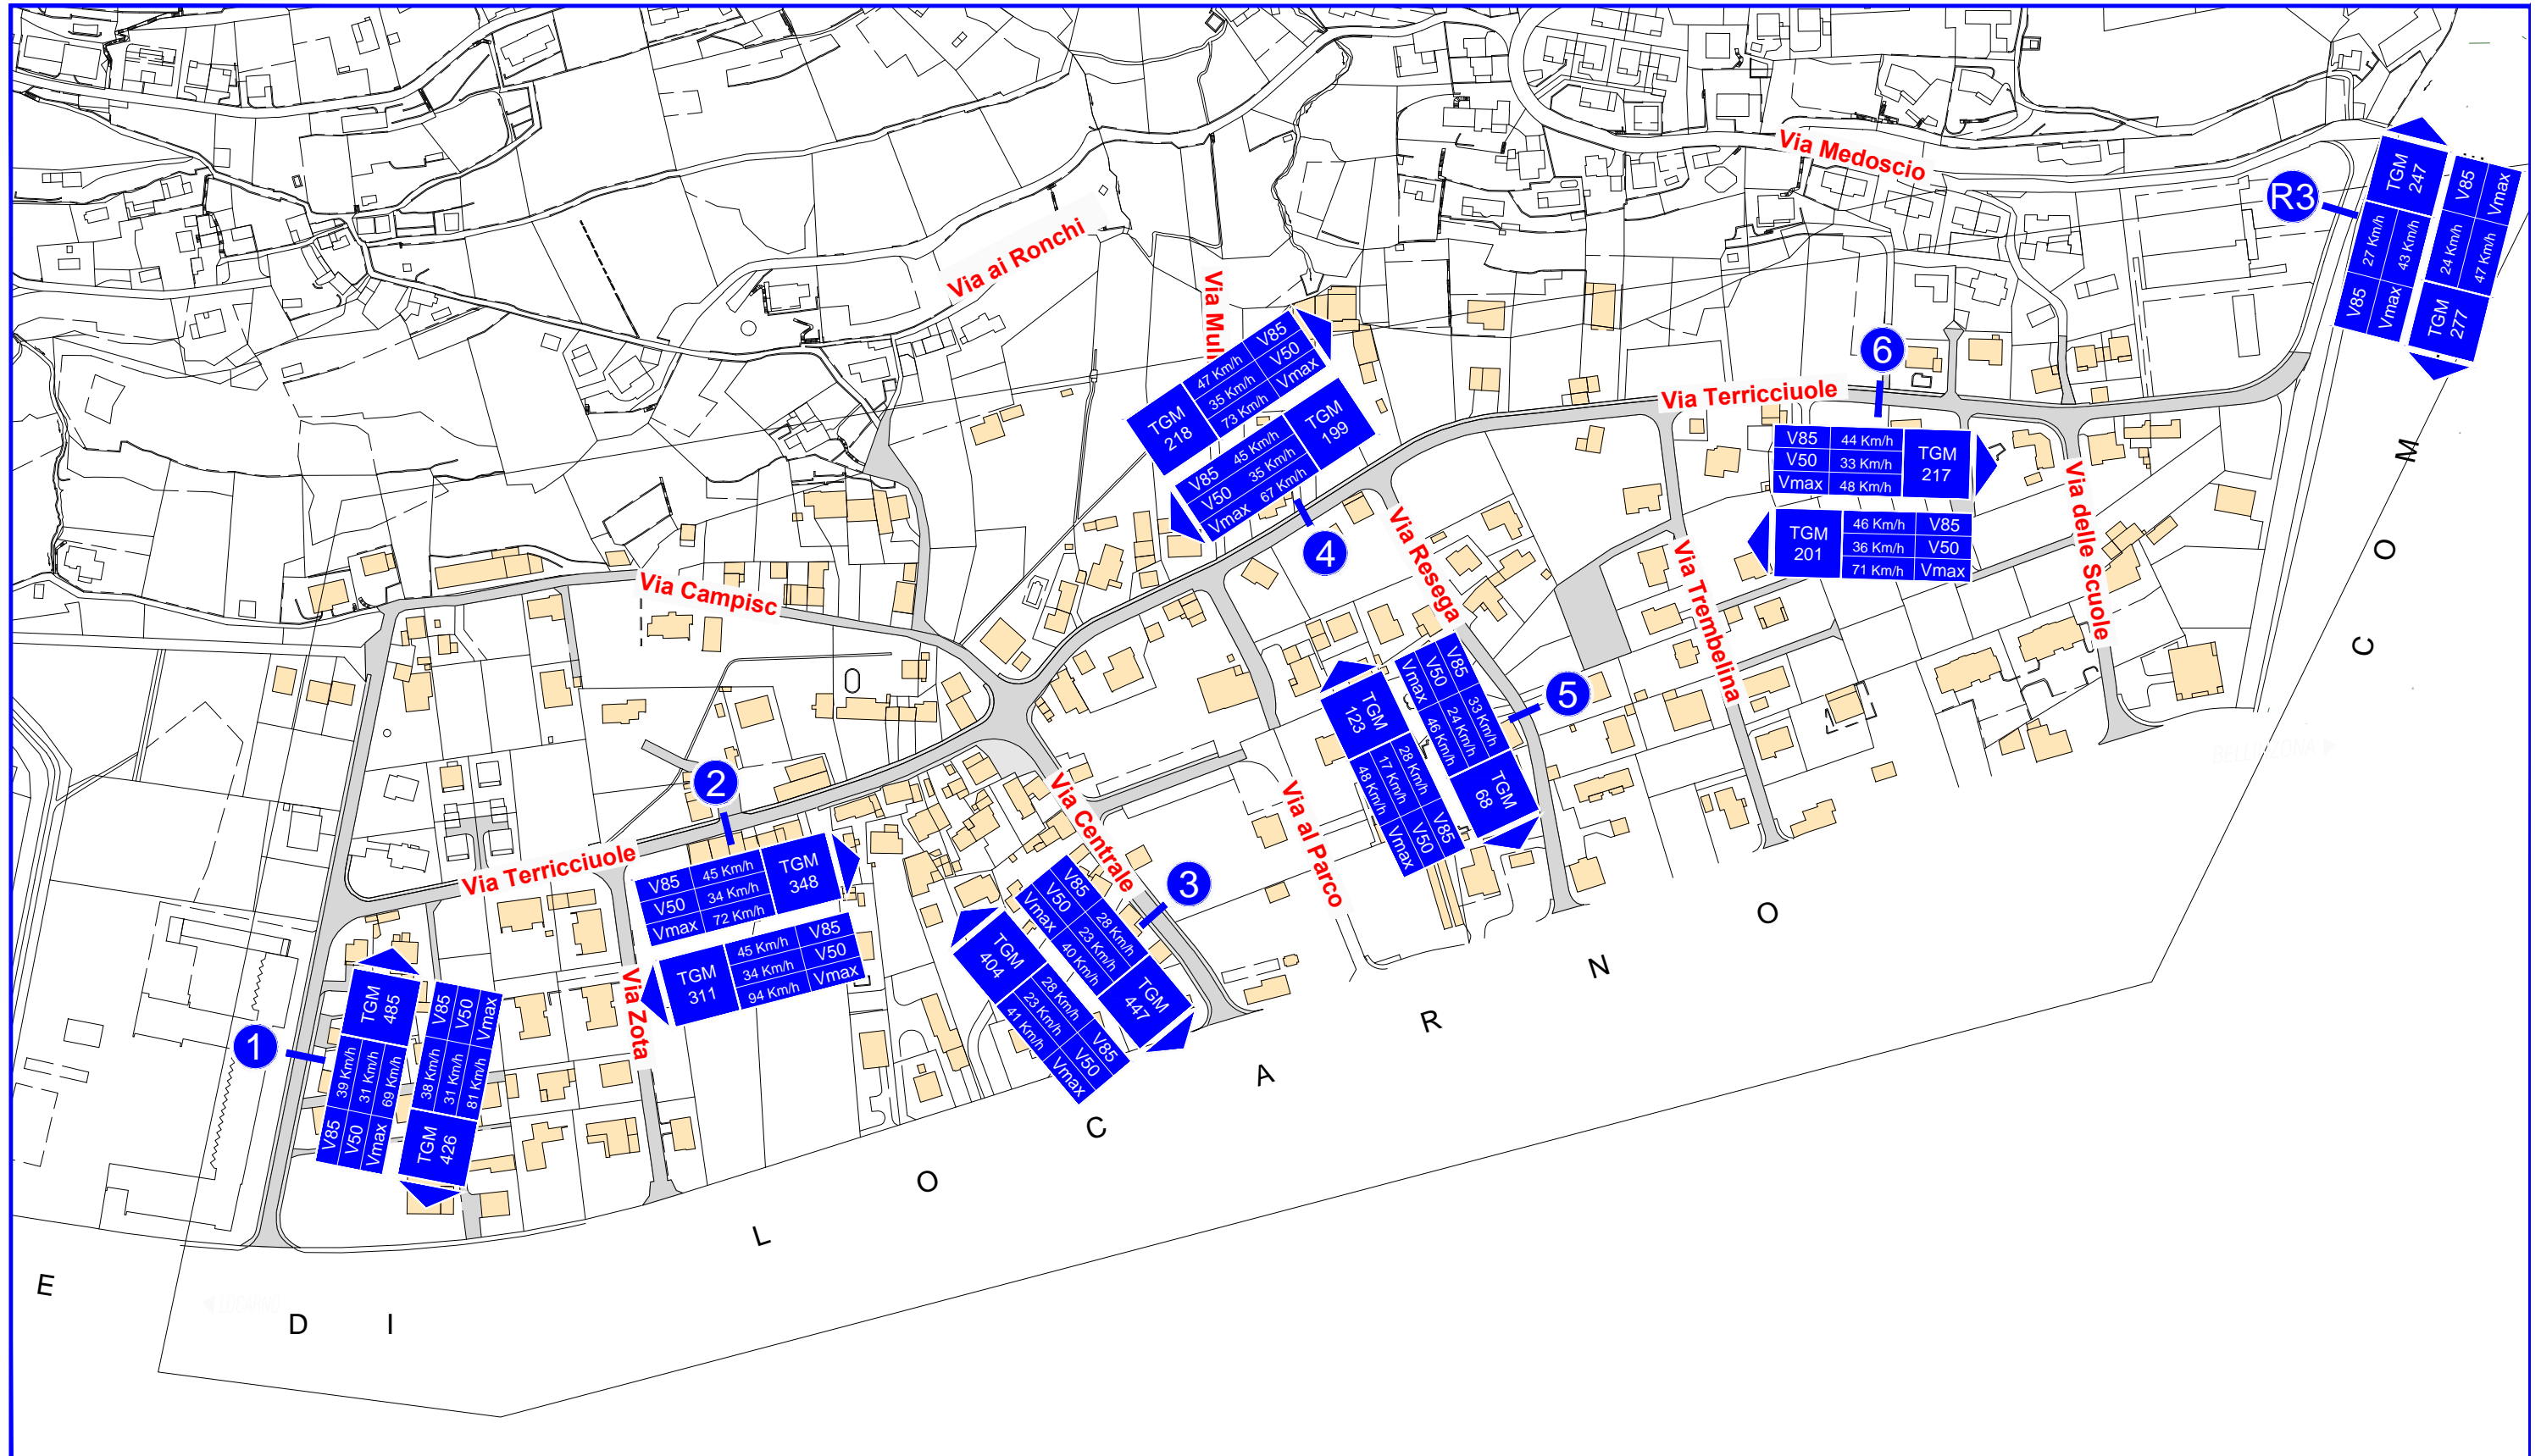 Via Medoscio
R3
TGM
247
27 Km/h
43 Km/h
V85
Vmax
V85
Vmax
24 Km/h
47 Km/h
TGM
277
Via ai Ronchi
Via Mul
V85 47 Km/h
V50 35 Km/h
Vmax 73 Km/h
TGM
218
TGM
199
V85 45 Km/h
V50 35 Km/h
Vmax 67 Km/h
4
6
Via Terricciuole
V85 44 Km/h
V50 33 Km/h
Vmax 48 Km/h
TGM
217
TGM
201
46 Km/h V85
36 Km/h V50
71 Km/h Vmax
Via delle Scuole
Via Resega
Via Trembelina
Via Campisc
5
V85 33 Km/h
V50 24 Km/h
Vmax 46 Km/h
TGM
68
TGM
123
28 Km/h V85
17 Km/h V50
48 Km/h Vmax
2
Via Centrale
Via al Parco
Via Terricciuole
V85 45 Km/h
V50 34 Km/h
Vmax 72 Km/h
TGM
348
TGM
311
45 Km/h V85
34 Km/h V50
94 Km/h Vmax
3
V85 28 Km/h
V50 23 Km/h
Vmax 40 Km/h
TGM
447
TGM
404
28 Km/h V85
23 Km/h V50
41 Km/h Vmax
Via Zota
1
TGM
485
39 Km/h
31 Km/h
69 Km/h
V85
V50
Vmax
V85
V50
Vmax
38 Km/h
31 Km/h
81 Km/h
TGM
426
E
D I
L O C A R N O
C O M